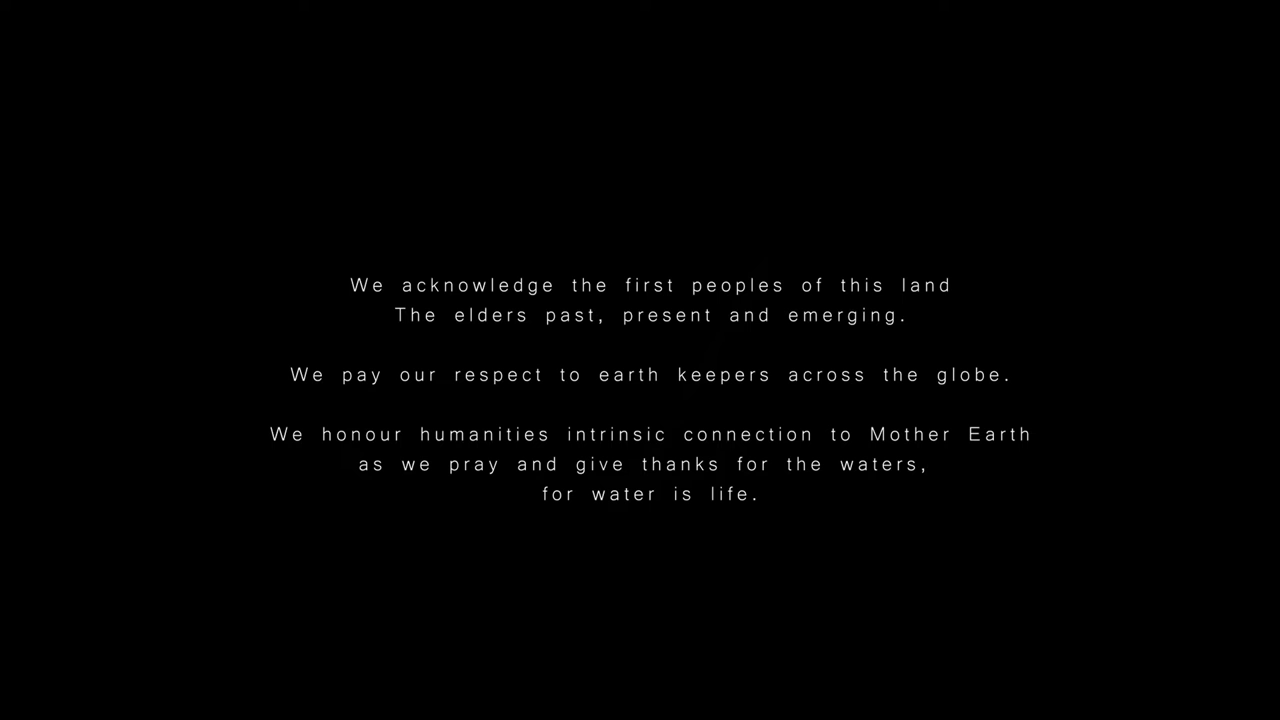 We acknowledge the first peoples of this land
The elders past, present and emerging.
We pay our respect to earth keepers across the globe.
We honour humanities intrinsic connection to Mother Earth
as we pray and give thanks for the waters,
for water is life.